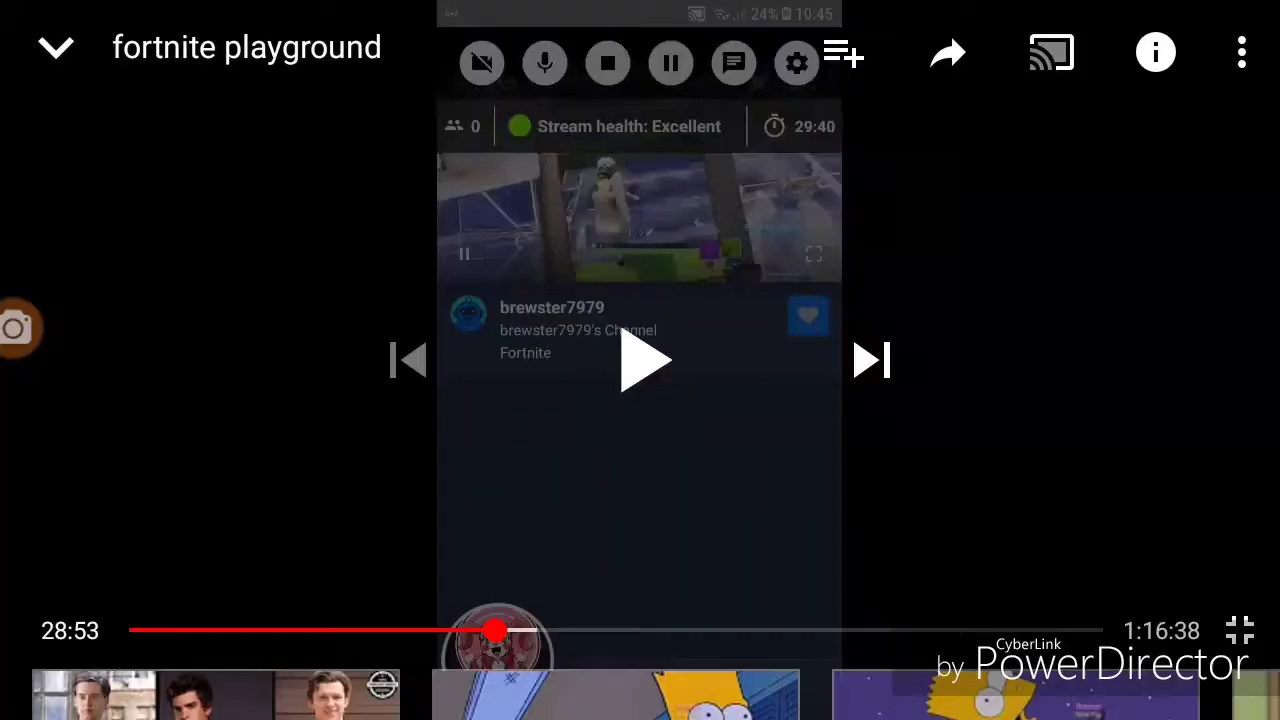 24% 10:45
fortnite playground
0 Stream health: Excellent 29:40
brewster7979
brewster7979's Channel
Fortnite
28:53 1:16:38
CyberLink
by PowerDirector